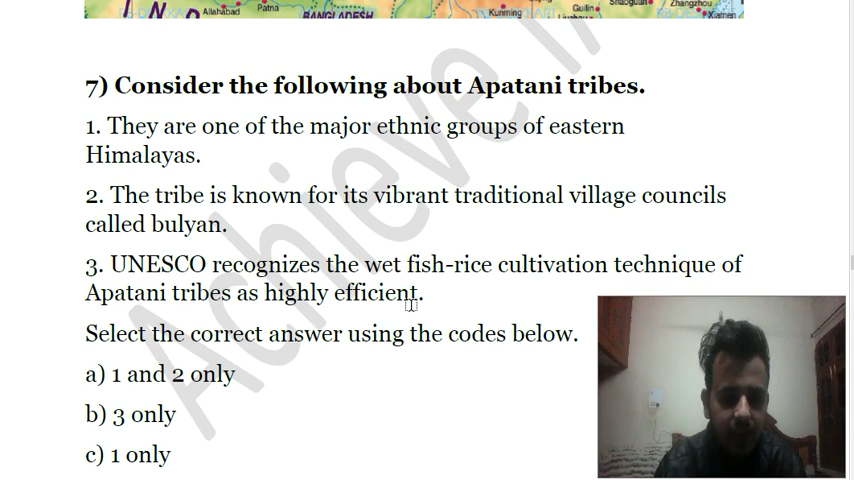 Allahabad Patna BANGLADESH Kunming Guilin Shaoguan Zhangzhou Xiamen
7) Consider the following about Apatani tribes.
1. They are one of the major ethnic groups of eastern
Himalayas.
2. The tribe is known for its vibrant traditional village councils
called bulyan.
3. UNESCO recognizes the wet fish-rice cultivation technique of
Apatani tribes as highly efficient.
Select the correct answer using the codes below.
a) 1 and 2 only
b) 3 only
c) 1 only
Achieve